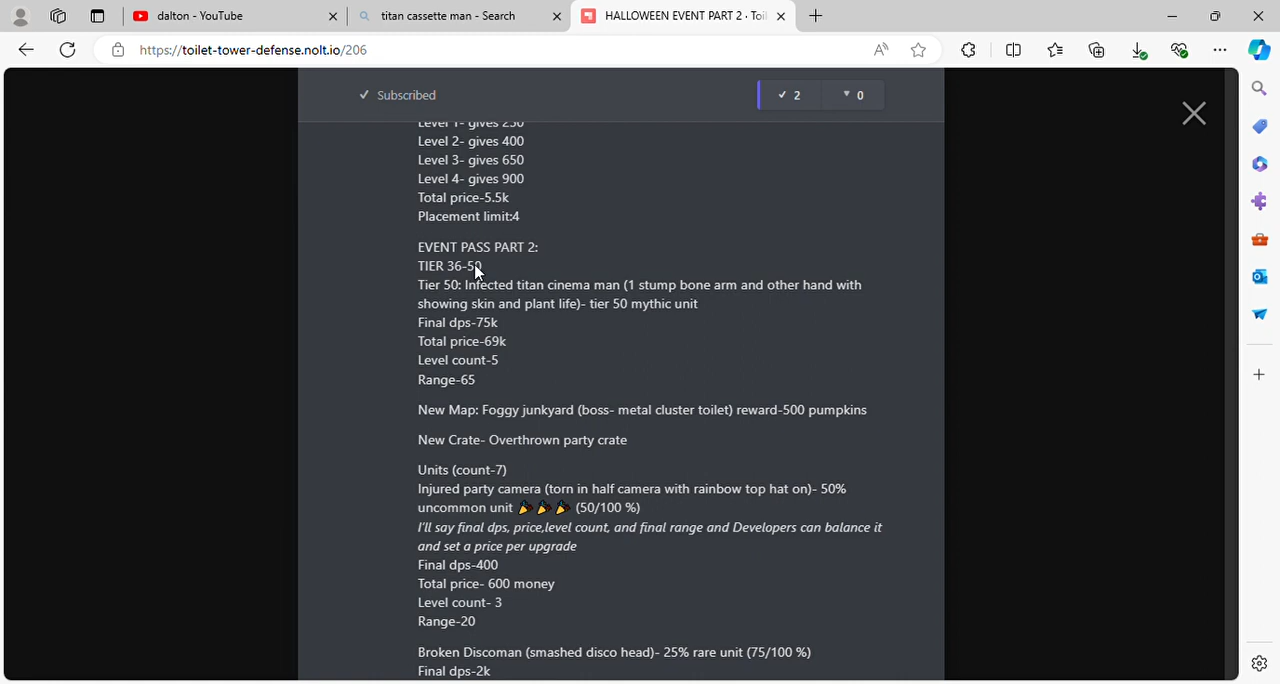 dalton - YouTube
titan cassette man - Search
HALLOWEEN EVENT PART 2 · Toi
https://toilet-tower-defense.nolt.io/206
✓ Subscribed
✓ 2
▼ 0
Level 1- gives 250
Level 2- gives 400
Level 3- gives 650
Level 4- gives 900
Total price-5.5k
Placement limit:4
EVENT PASS PART 2:
TIER 36-50
Tier 50: Infected titan cinema man (1 stump bone arm and other hand with
showing skin and plant life)- tier 50 mythic unit
Final dps-75k
Total price-69k
Level count-5
Range-65
New Map: Foggy junkyard (boss- metal cluster toilet) reward-500 pumpkins
New Crate- Overthrown party crate
Units (count-7)
Injured party camera (torn in half camera with rainbow top hat on)- 50%
uncommon unit 🎉 🎉 🎉 (50/100 %)
I'll say final dps, price,level count, and final range and Developers can balance it
and set a price per upgrade
Final dps-400
Total price- 600 money
Level count- 3
Range-20
Broken Discoman (smashed disco head)- 25% rare unit (75/100 %)
Final dps-2k